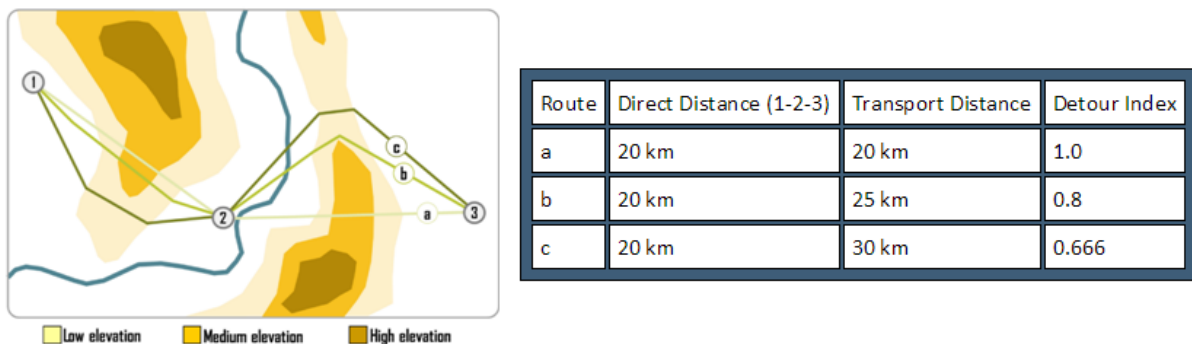 1
2
3
a
b
c
Low elevation
Medium elevation
High elevation
Route Direct Distance (1-2-3) Transport Distance Detour Index
a 20 km 20 km 1.0
b 20 km 25 km 0.8
c 20 km 30 km 0.666